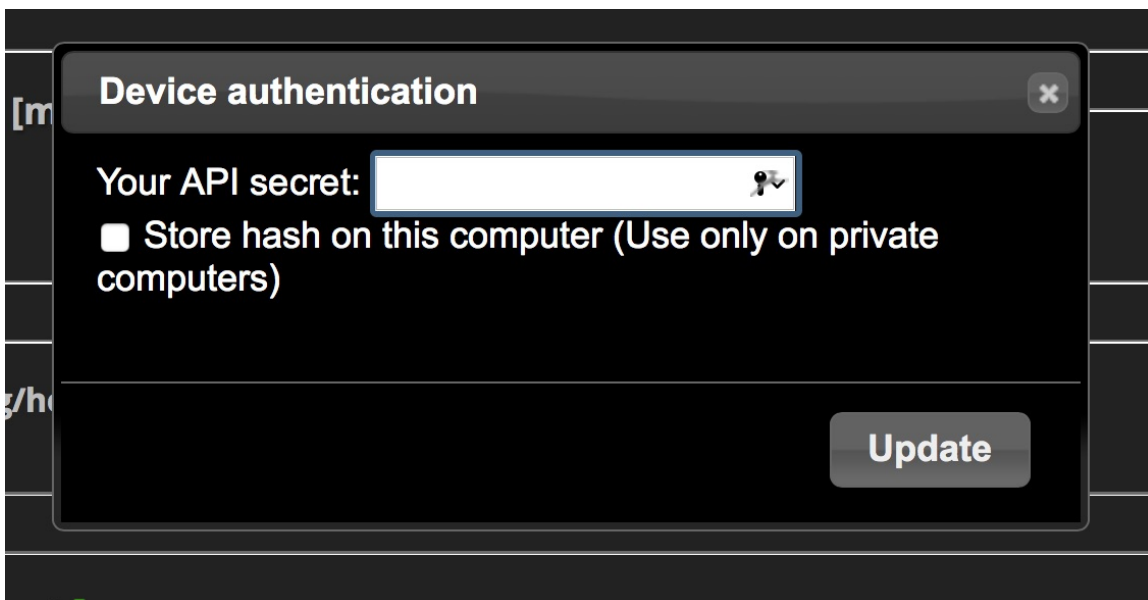 Device authentication
[m
Your API secret:
Store hash on this computer (Use only on private
computers)
g/h
Update